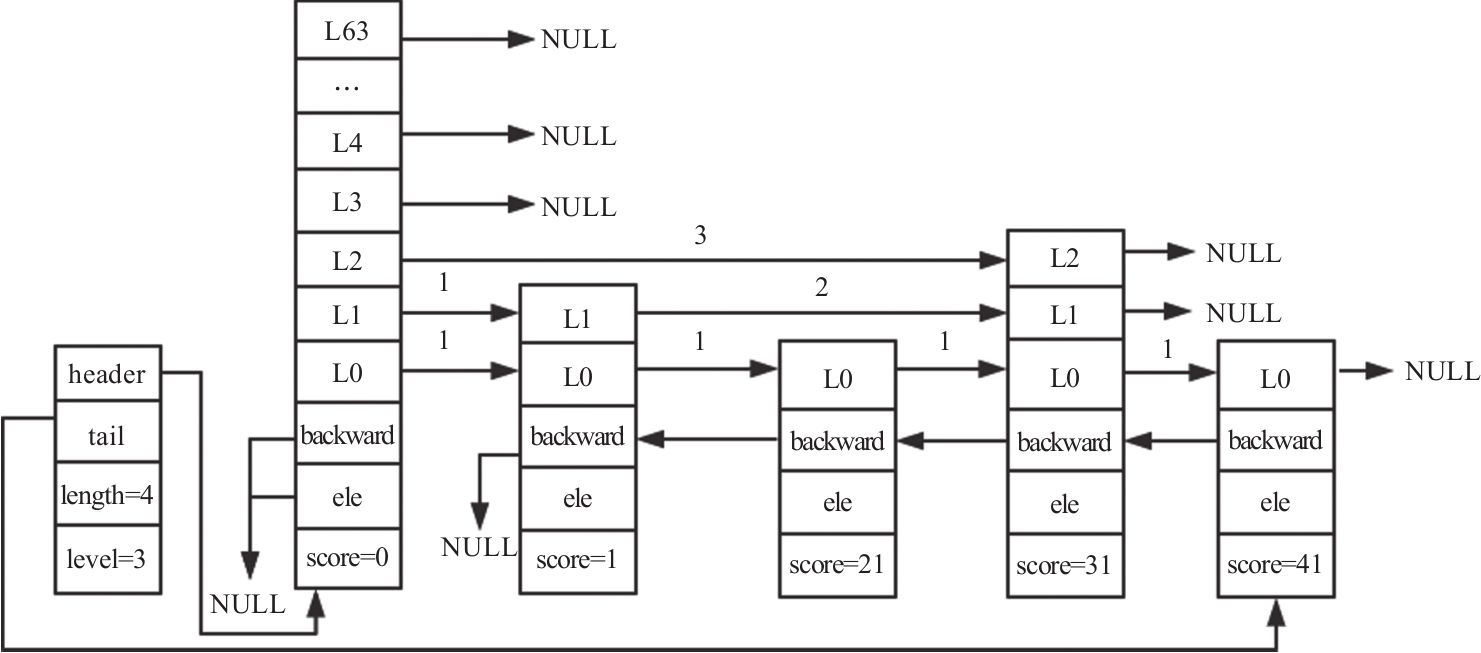 L63
NULL
...
L4
NULL
L3
NULL
3
L2
L2
NULL
1
2
L1
L1
L1
NULL
1
1
1
1
header
L0
L0
L0
L0
L0
NULL
tail
backward
backward
backward
backward
backward
length=4
ele
ele
ele
ele
ele
NULL
level=3
score=0
score=1
score=21
score=31
score=41
NULL